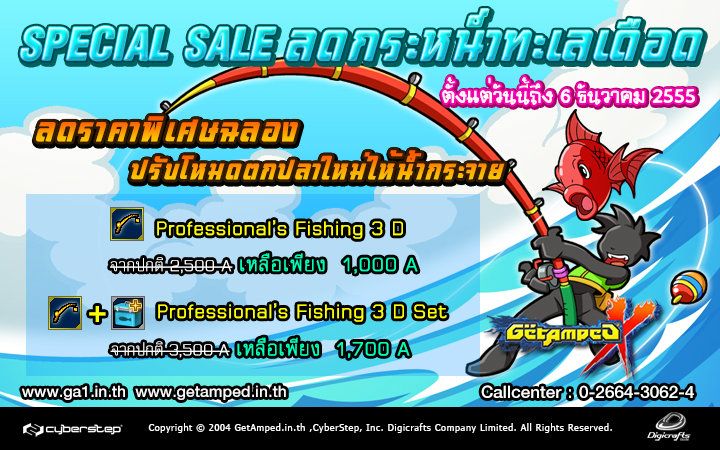 SPECIAL SALE ลดกระหน่ำทะเลเดือด
ตั้งแต่วันนี้ถึง 6 ธันวาคม 2555
ลดราคาพิเศษฉลอง
ปรับโหมดตกปลาใหม่ให้น้ำกระจาย
Professional's Fishing 3 D
จากปกติ 2,500 A เหลือเพียง 1,000 A
Professional's Fishing 3 D Set
จากปกติ 3,500 A เหลือเพียง 1,700 A
GetAmped X
www.ga1.in.th www.getamped.in.th
Callcenter : 0-2664-3062-4
cyberstep
Copyright © 2004 GetAmped.in.th ,CyberStep, Inc. Digicrafts Company Limited. All Rights Reserved.
Digicrafts